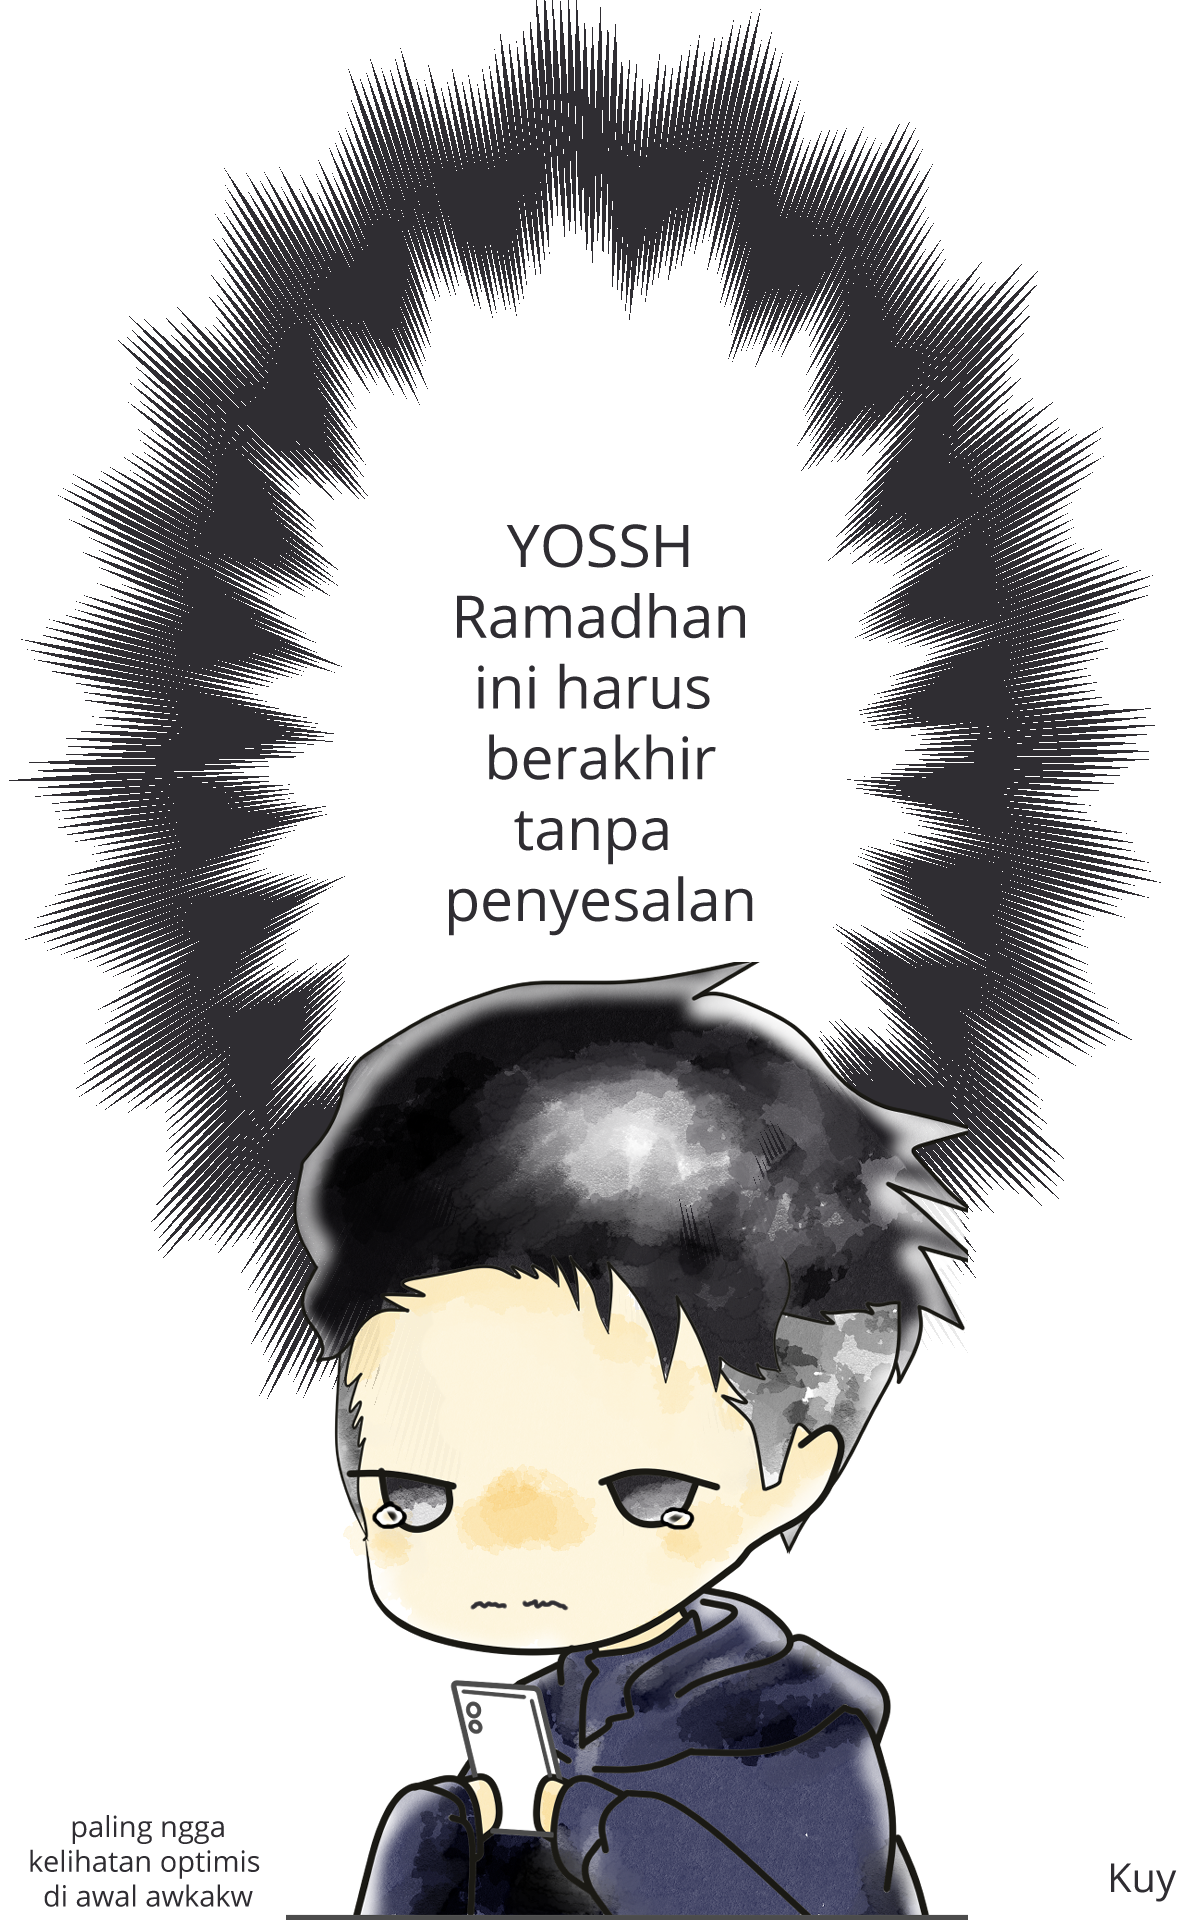 YOSSH
Ramadhan
ini harus
berakhir
tanpa
penyesalan
paling ngga
kelihatan optimis
di awal awkakw
Kuy